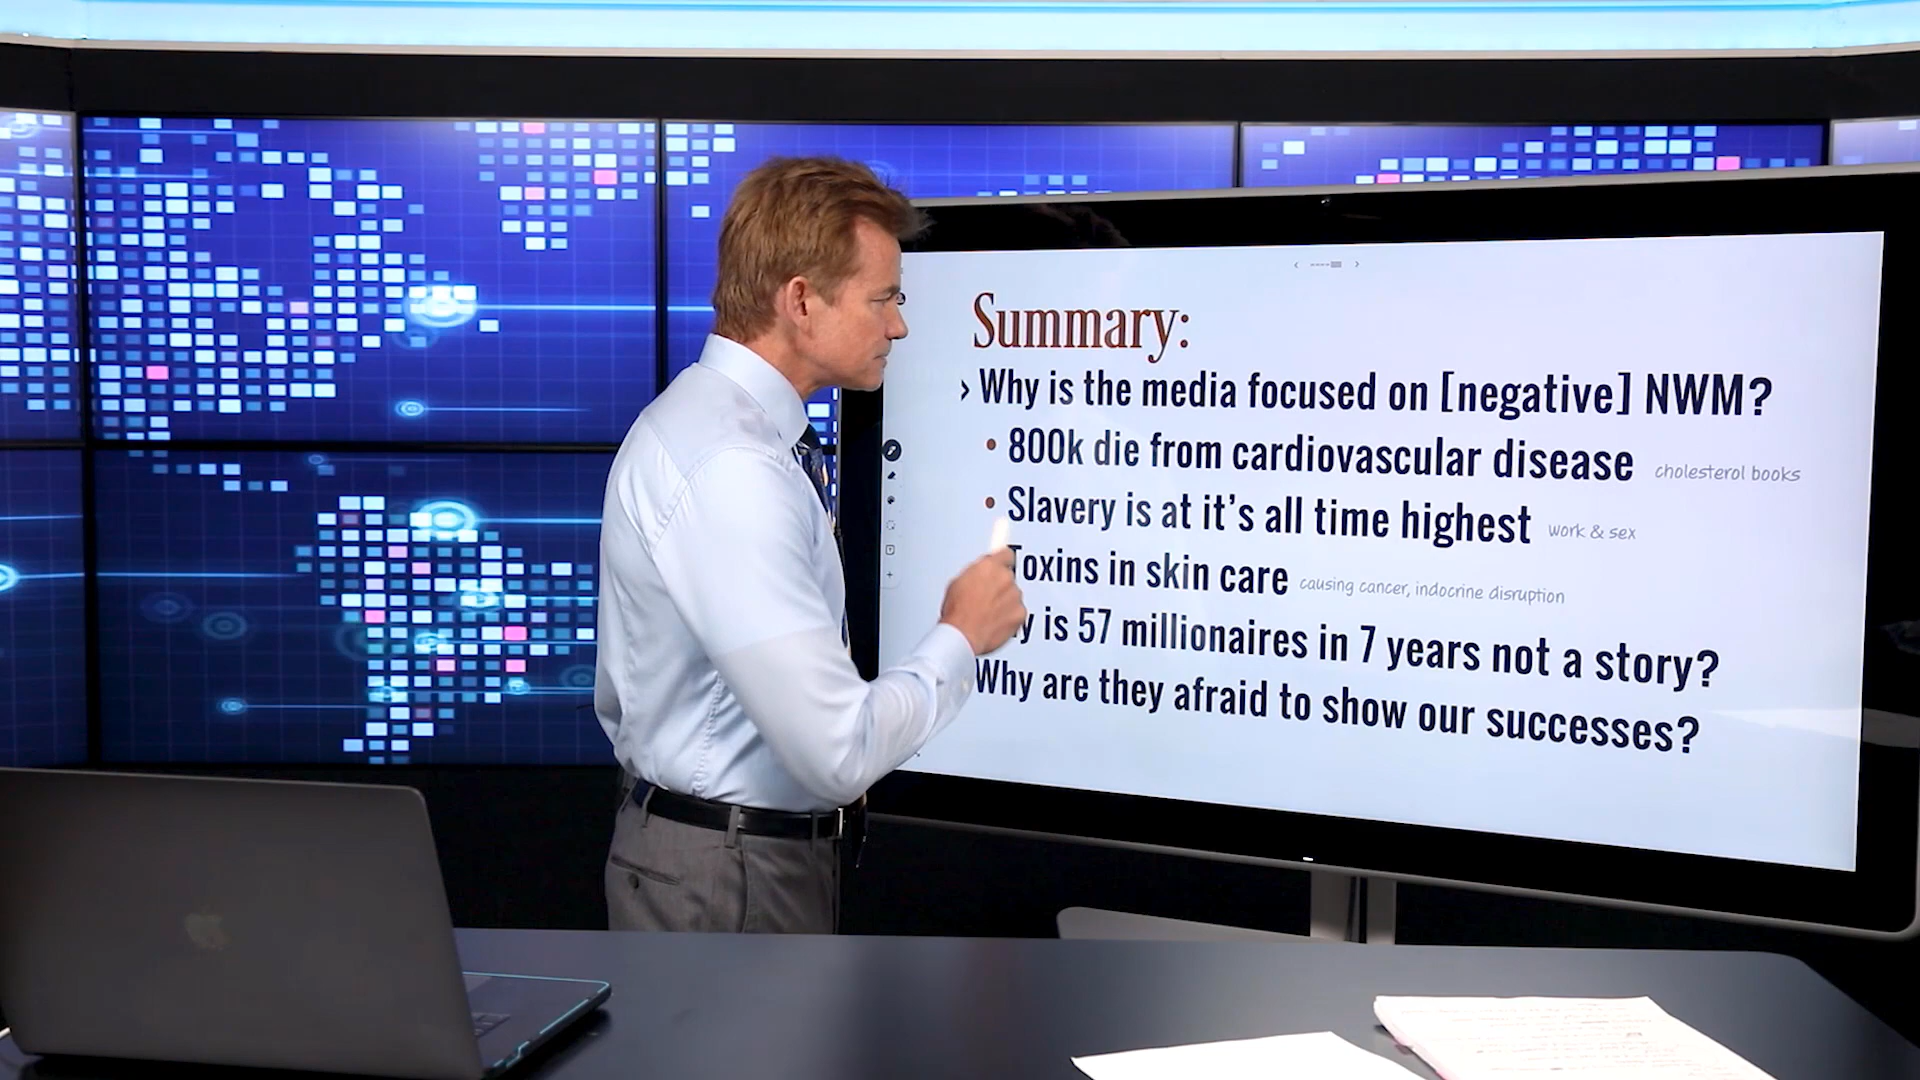 Summary:
› Why is the media focused on [negative] NWM?
• 800k die from cardiovascular disease cholesterol books
• Slavery is at it's all time highest work & sex
Toxins in skin care causing cancer, indocrine disruption
is 57 millionaires in 7 years not a story?
Why are they afraid to show our successes?